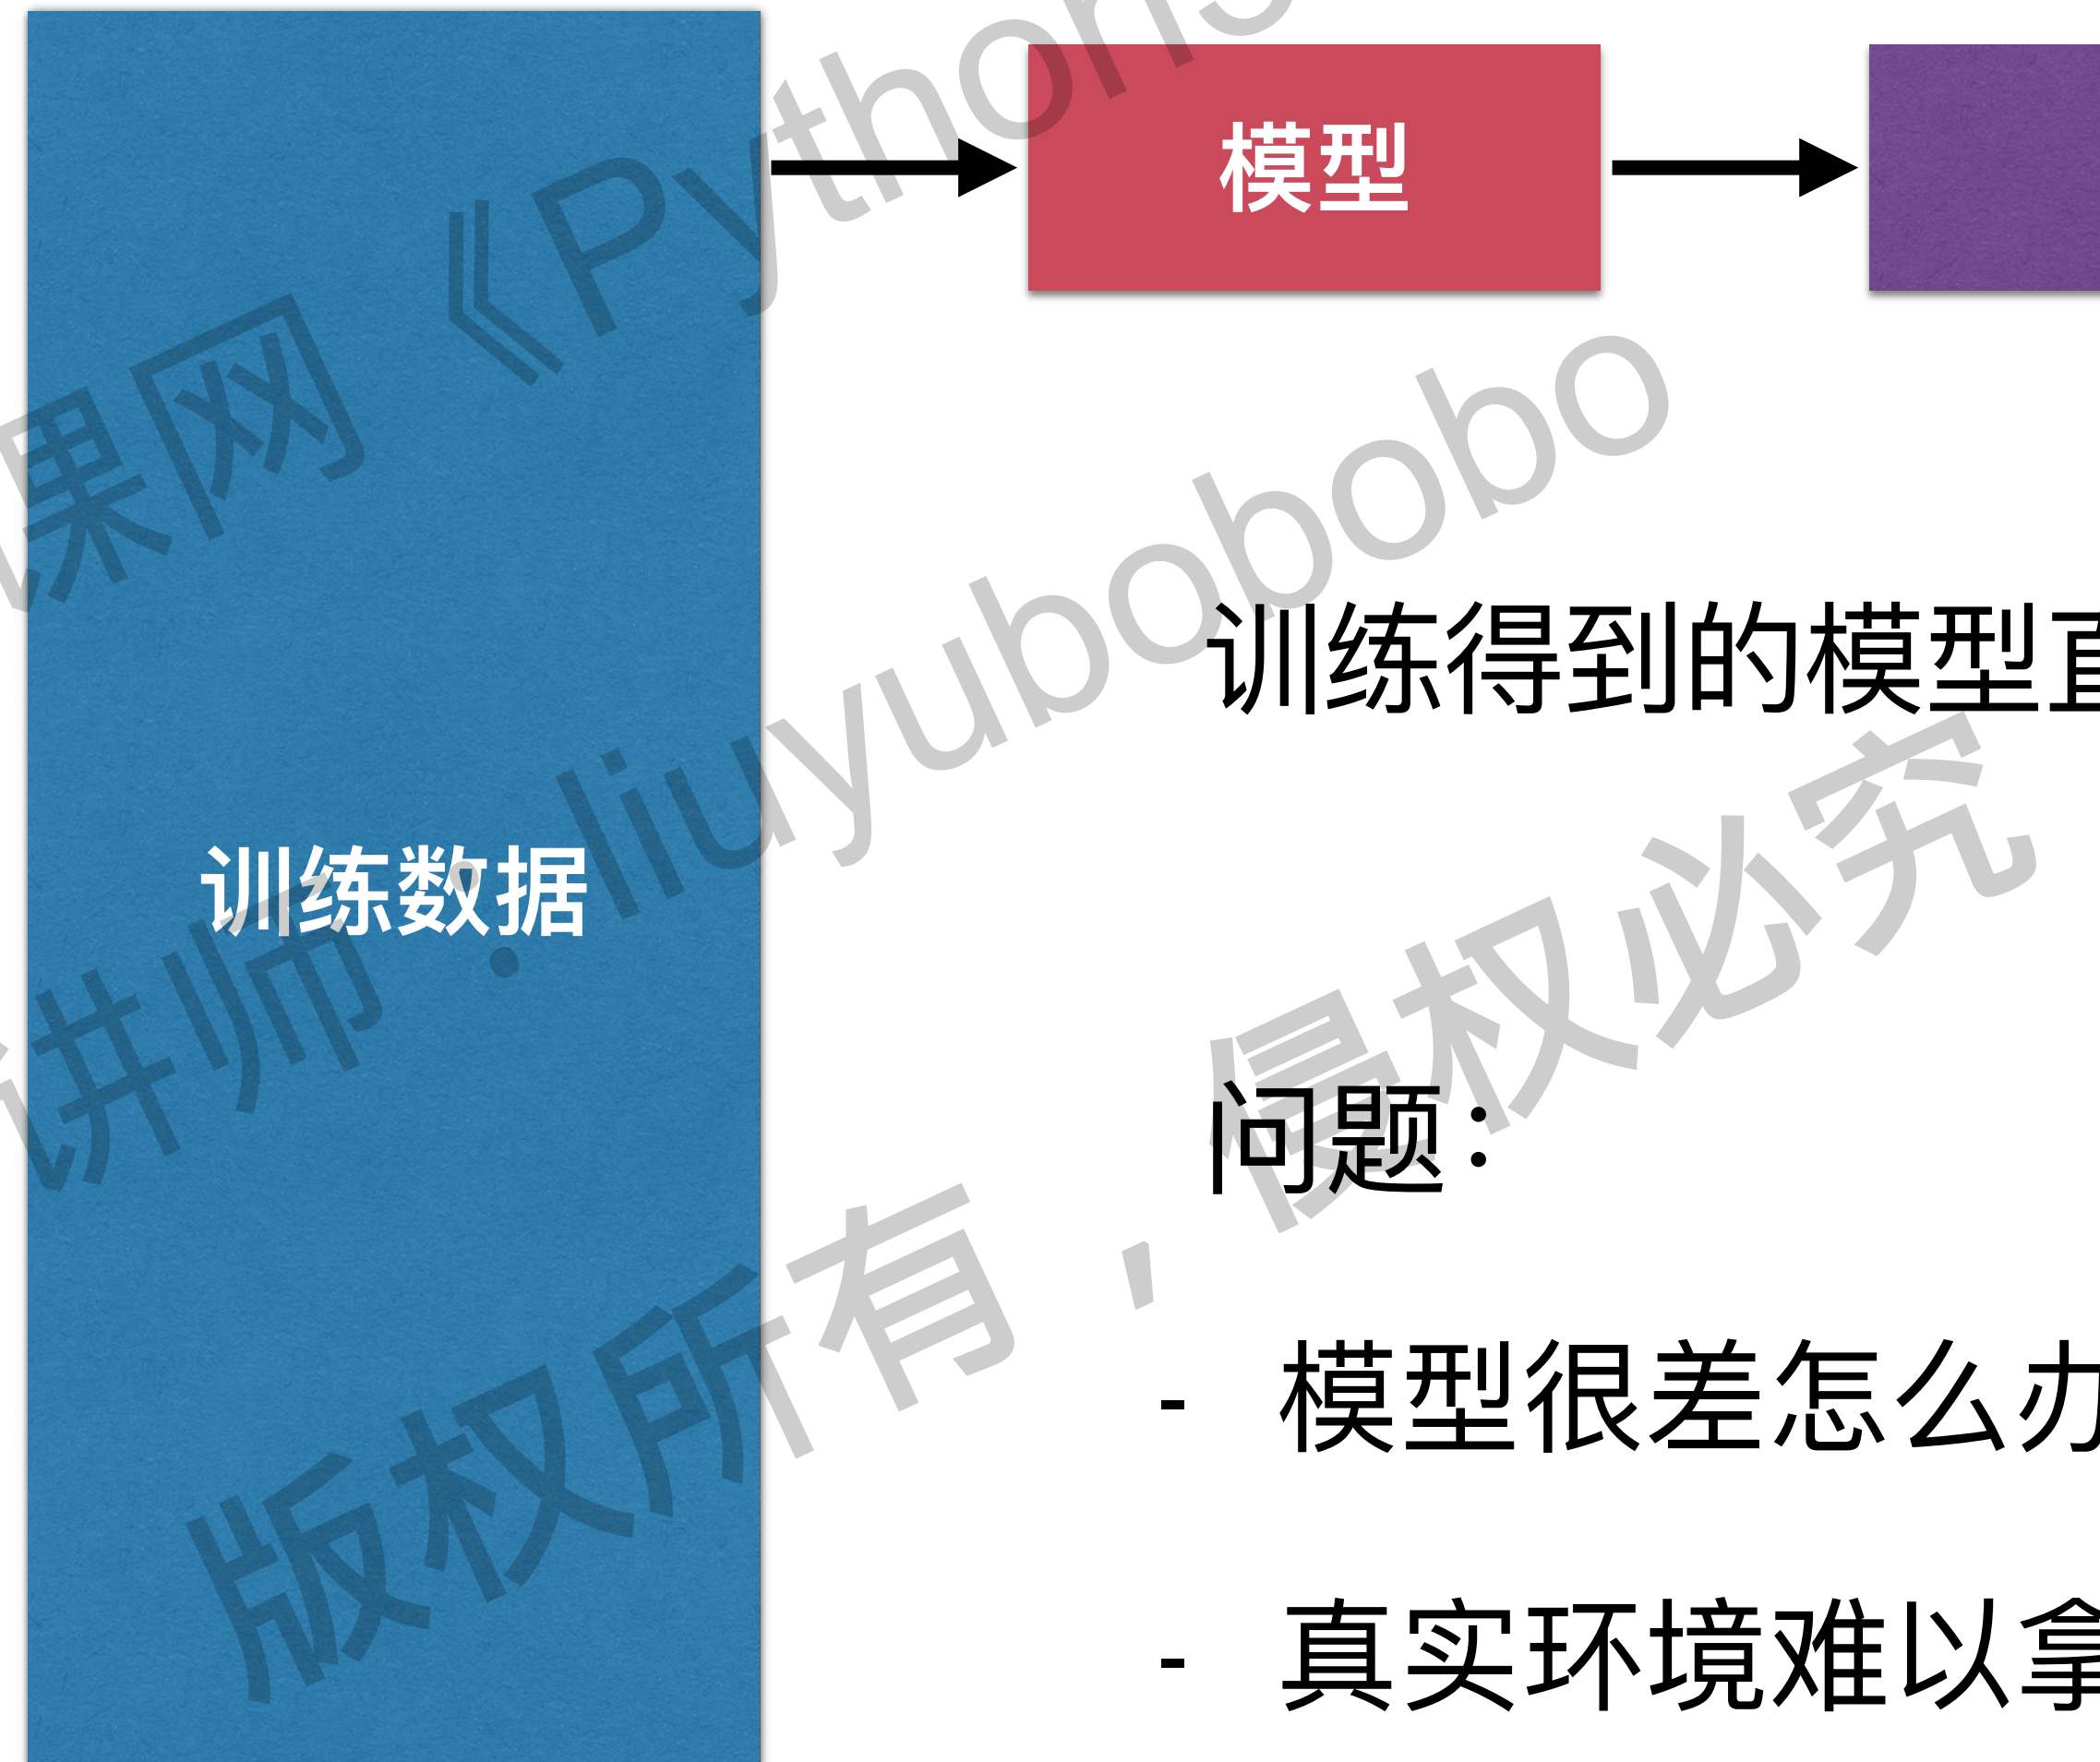 模型
训练得到的模型
训练数据
问题：
- 模型很差怎么办
- 真实环境难以拿
课网《Python3
讲师：liuyubobobo
版权所有，侵权必究